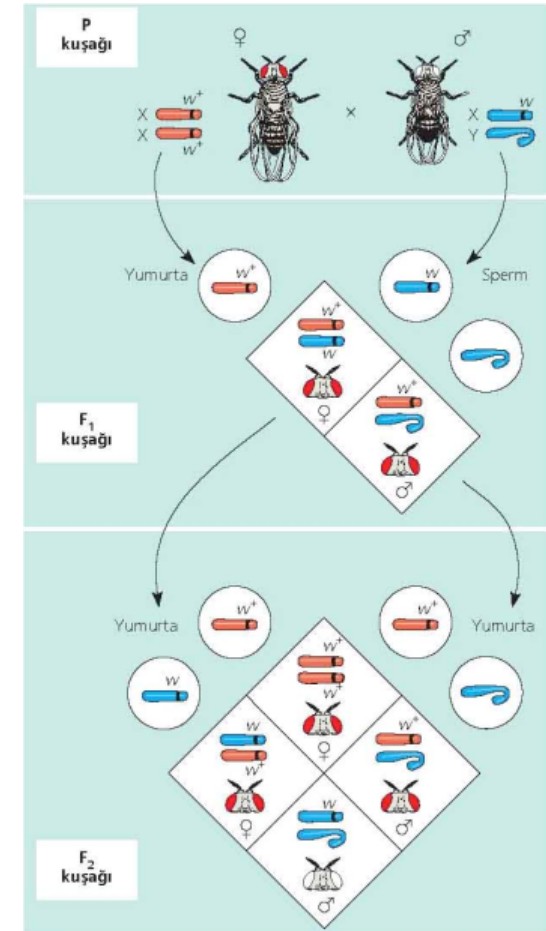 P
kuşağı
♀
♂
X w+
X w+
×
X w
Y
Yumurta
w+
w
Sperm
w+
w
♀
w+
♂
F1
kuşağı
Yumurta
w+
w+
Yumurta
w
w+
w+
♀
w
w+
♀
w+
♂
w
♂
F2
kuşağı